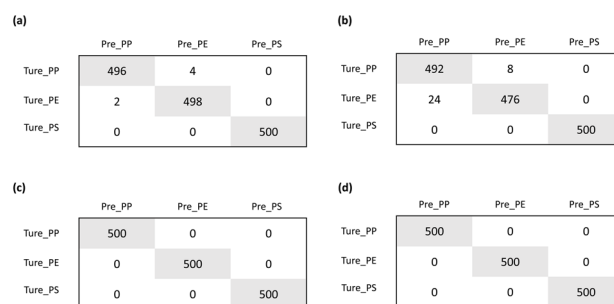 (a)
Pre_PP Pre_PE Pre_PS
Ture_PP 496 4 0
Ture_PE 2 498 0
Ture_PS 0 0 500
(b)
Pre_PP Pre_PE Pre_PS
Ture_PP 492 8 0
Ture_PE 24 476 0
Ture_PS 0 0 500
(c)
Pre_PP Pre_PE Pre_PS
Ture_PP 500 0 0
Ture_PE 0 500 0
Ture_PS 0 0 500
(d)
Pre_PP Pre_PE Pre_PS
Ture_PP 500 0 0
Ture_PE 0 500 0
Ture_PS 0 0 500